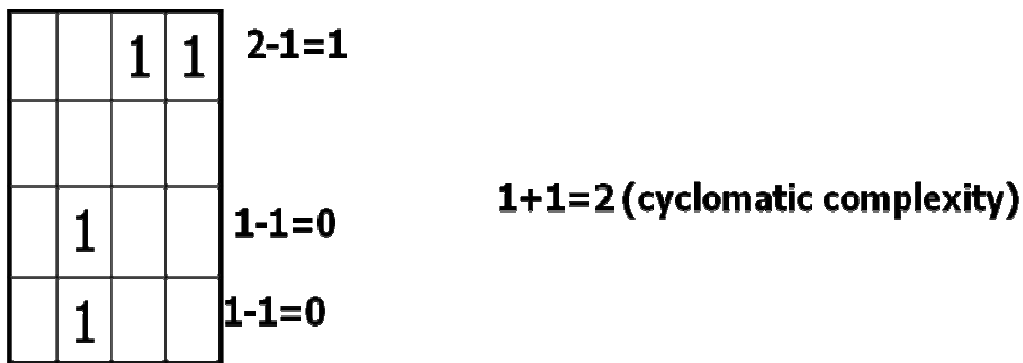 1 1 2-1=1
1 1-1=0
1+1=2(cyclomatic complexity)
1 1-1=0